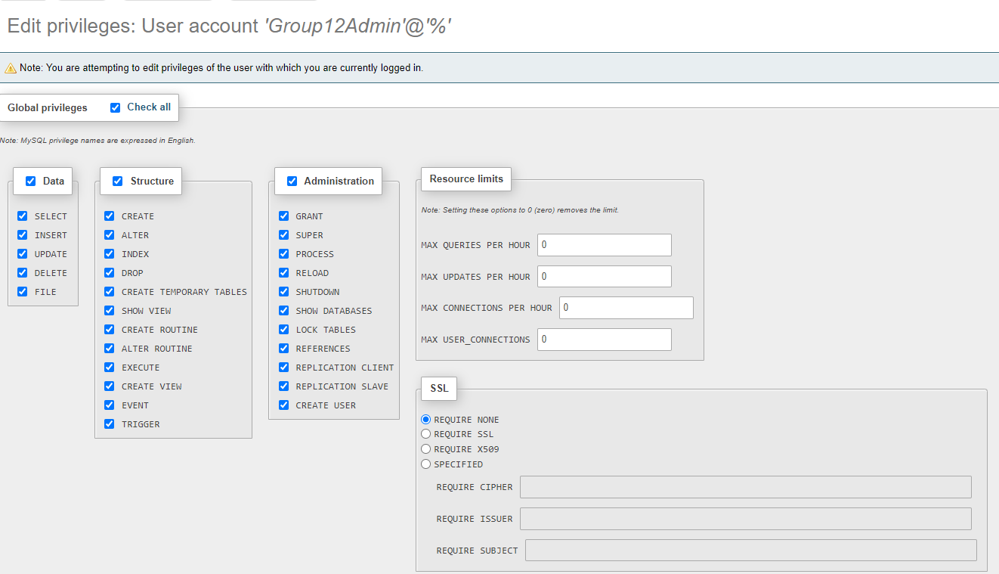 Edit privileges: User account 'Group12Admin'@'%'
Note: You are attempting to edit privileges of the user with which you are currently logged in.
Global privileges Check all
Note: MySQL privilege names are expressed in English.
Data
SELECT
INSERT
UPDATE
DELETE
FILE
Structure
CREATE
ALTER
INDEX
DROP
CREATE TEMPORARY TABLES
SHOW VIEW
CREATE ROUTINE
ALTER ROUTINE
EXECUTE
CREATE VIEW
EVENT
TRIGGER
Administration
GRANT
SUPER
PROCESS
RELOAD
SHUTDOWN
SHOW DATABASES
LOCK TABLES
REFERENCES
REPLICATION CLIENT
REPLICATION SLAVE
CREATE USER
Resource limits
Note: Setting these options to 0 (zero) removes the limit.
MAX QUERIES PER HOUR 0
MAX UPDATES PER HOUR 0
MAX CONNECTIONS PER HOUR 0
MAX USER_CONNECTIONS 0
SSL
REQUIRE NONE
REQUIRE SSL
REQUIRE X509
SPECIFIED
REQUIRE CIPHER
REQUIRE ISSUER
REQUIRE SUBJECT